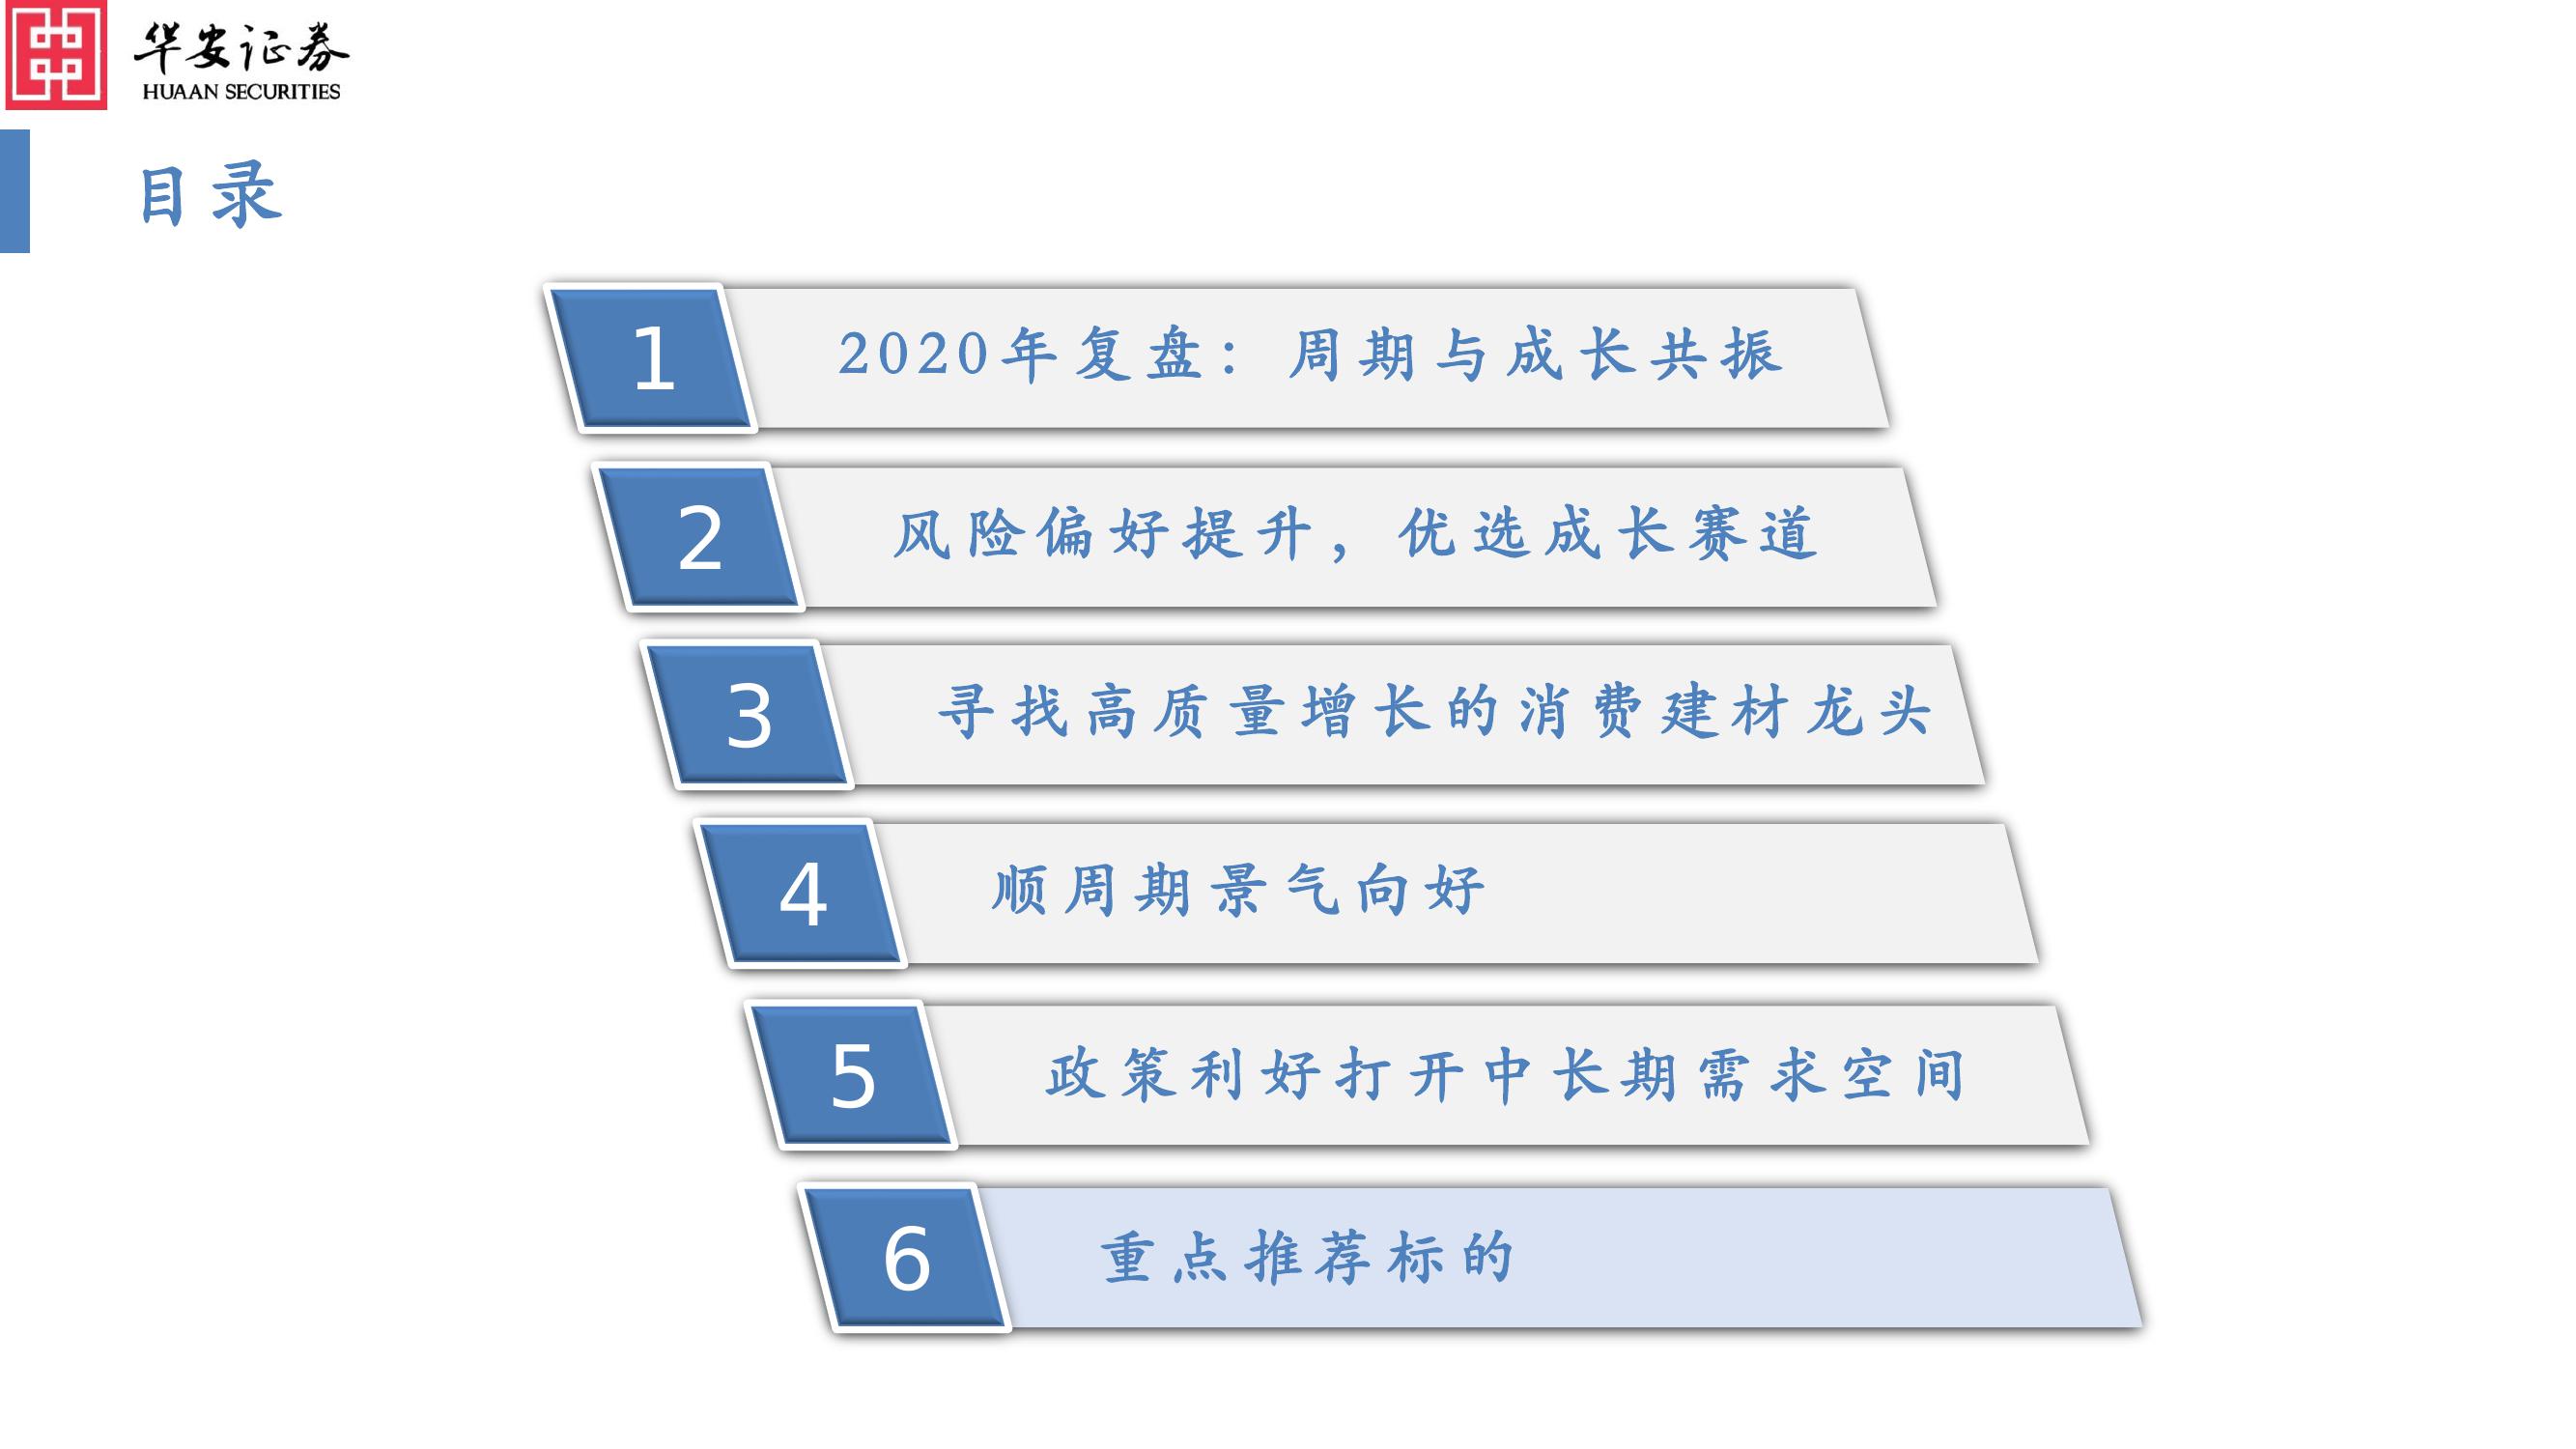 华安证券
HUAAN SECURITIES
目录
1 2020年复盘：周期与成长共振
2 风险偏好提升，优选成长赛道
3 寻找高质量增长的消费建材龙头
4 顺周期景气向好
5 政策利好打开中长期需求空间
6 重点推荐标的